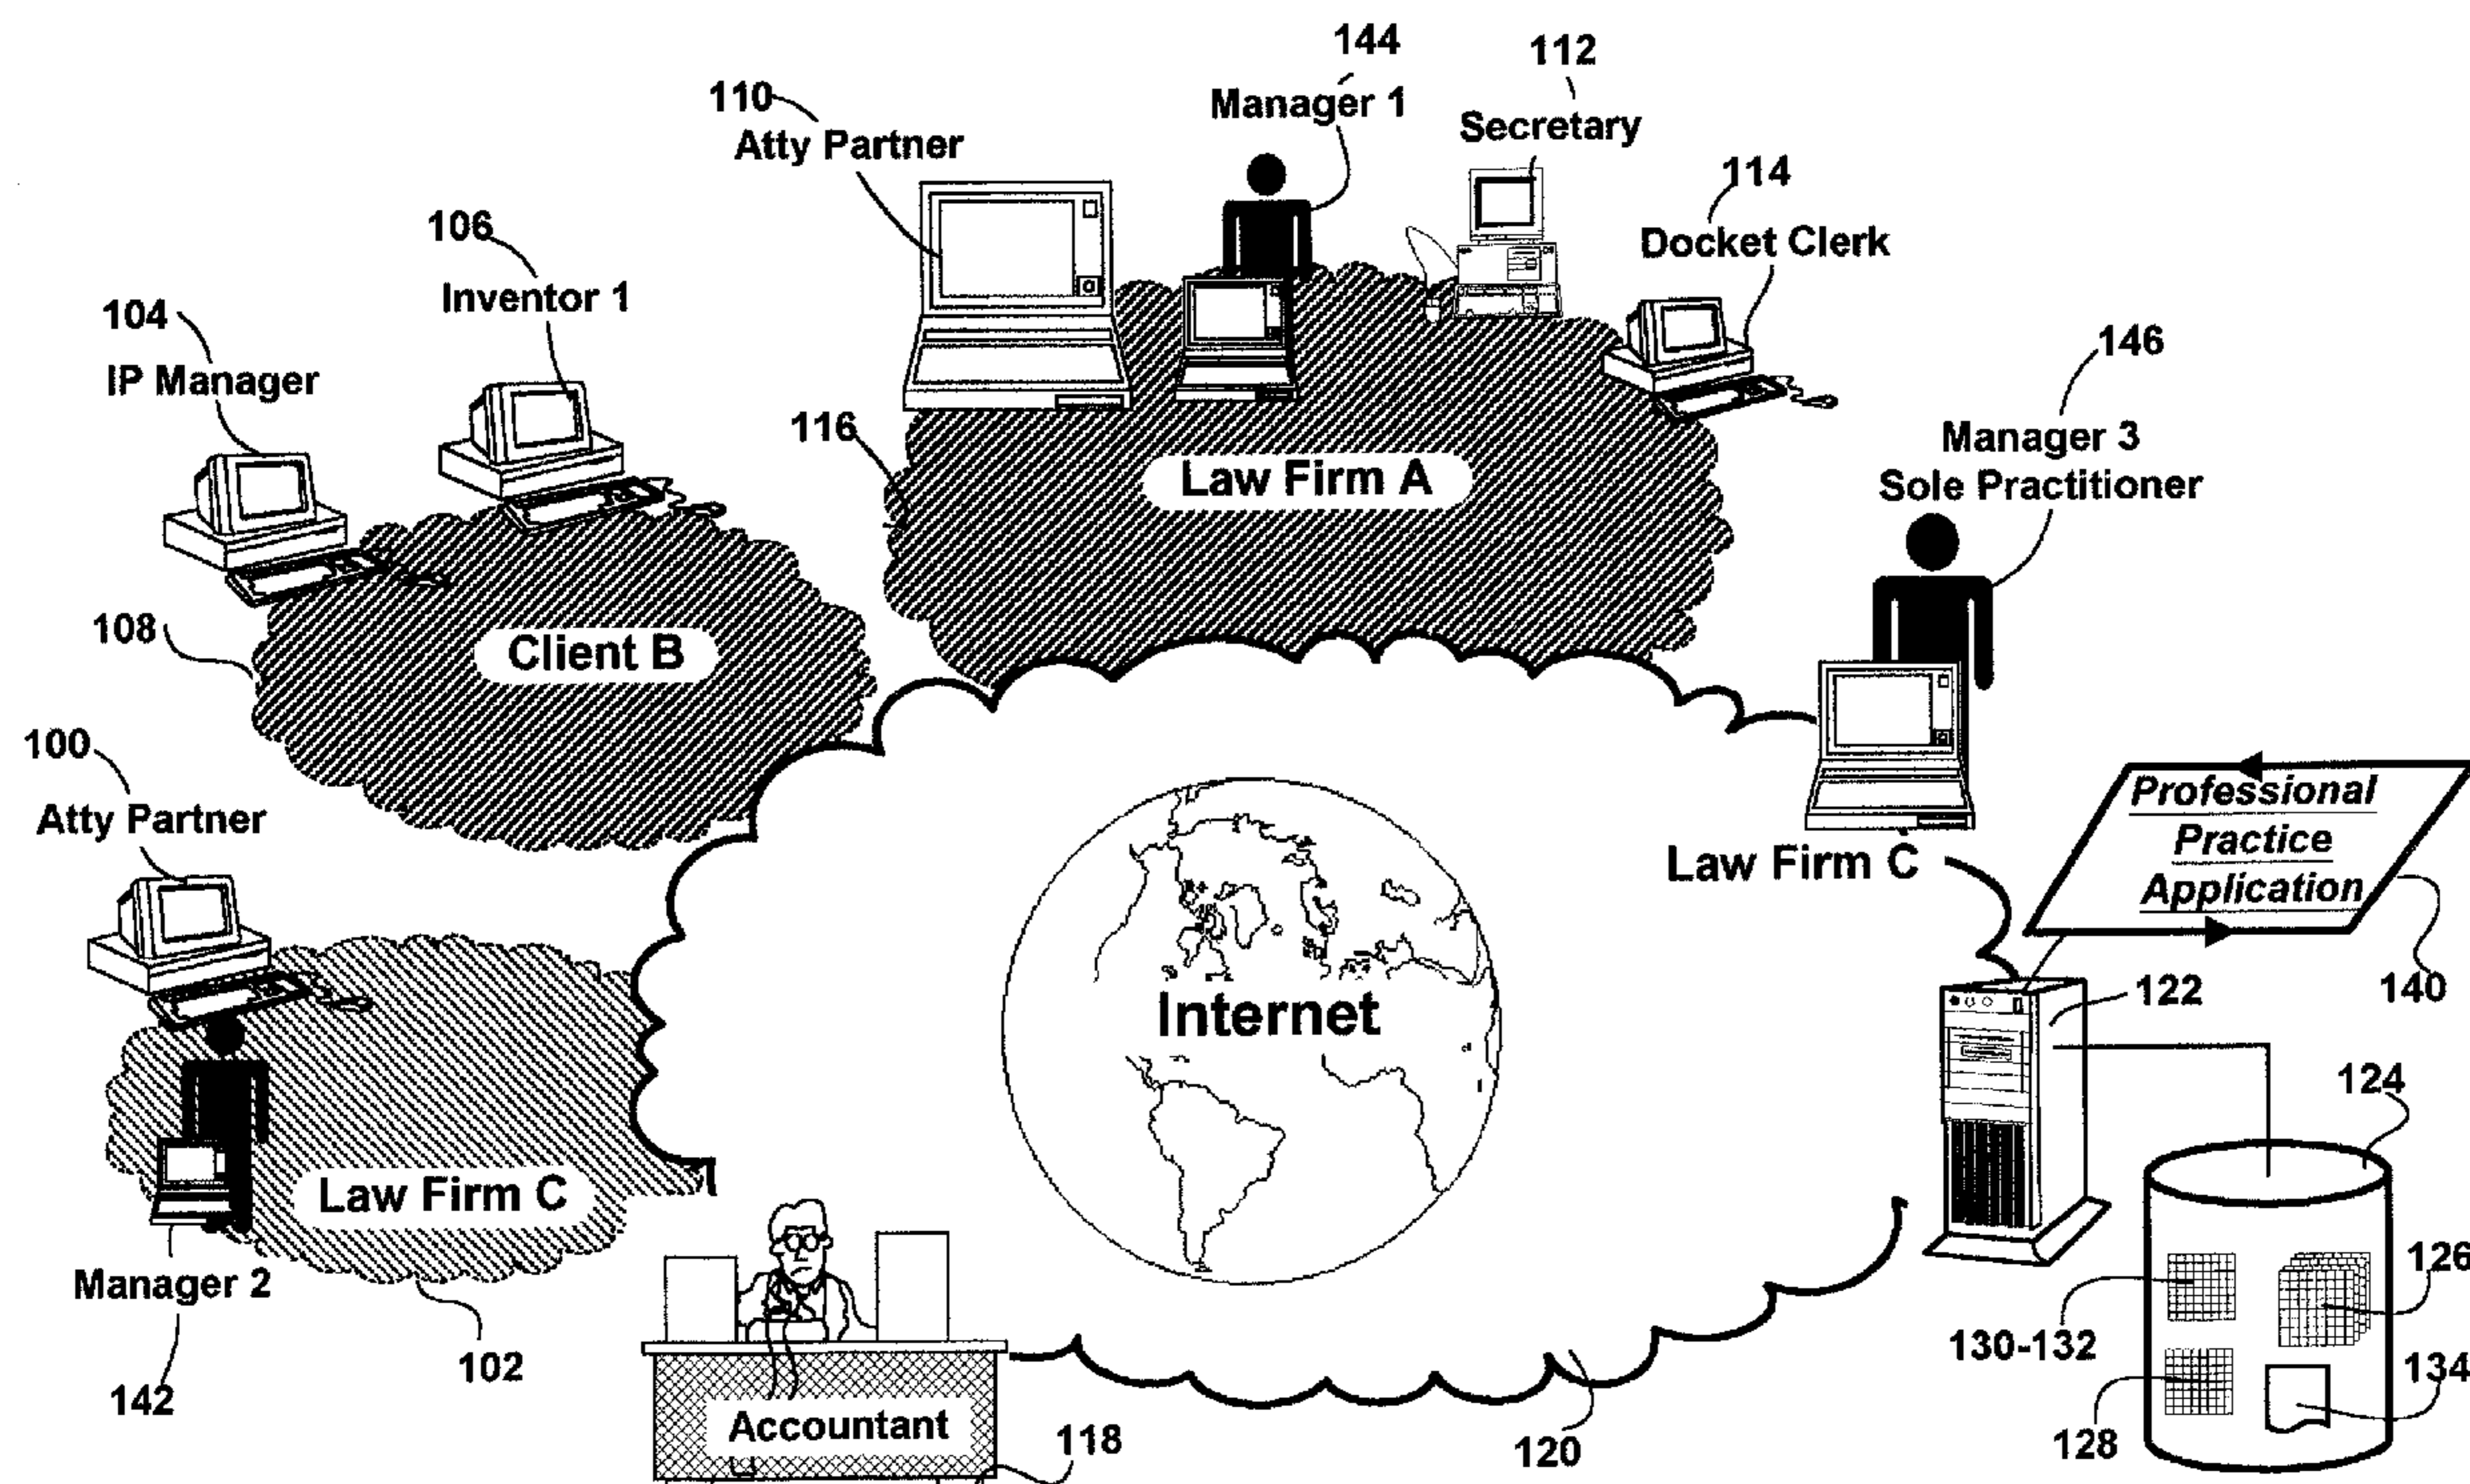 144
112
110
Manager 1
Atty Partner
Secretary
114
106
Docket Clerk
Inventor 1
104
146
IP Manager
116
Manager 3
Law Firm A
Sole Practitioner
108
Client B
100
Professional
Atty Partner
Practice
Law Firm C
Application
140
122
Internet
124
Law Firm C
126
Manager 2
130-132
102
134
142
Accountant
118
120
128